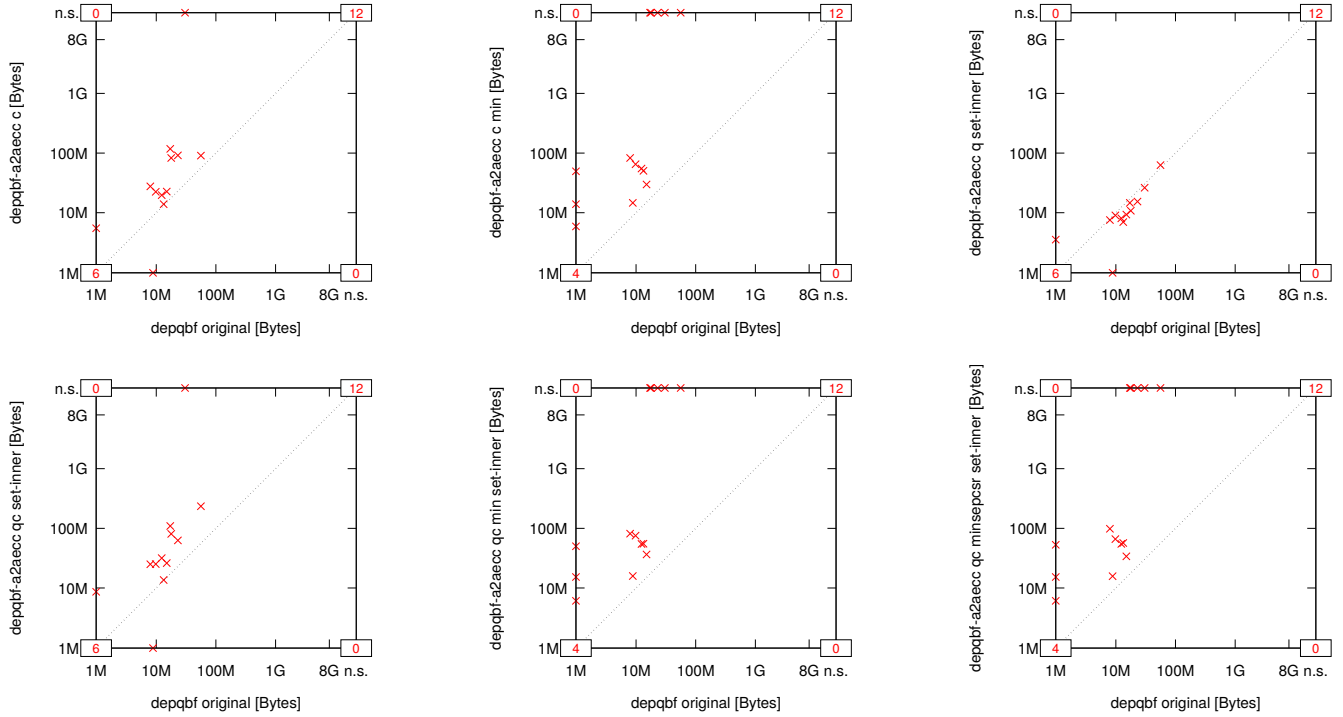 n.s. 0 12
8G
1G
100M
10M
1M 6 0
1M 10M 100M 1G 8G n.s.
depqbf original [Bytes]
depqbf-a2aecc c [Bytes]
n.s. 0 12
8G
1G
100M
10M
1M 4 0
1M 10M 100M 1G 8G n.s.
depqbf original [Bytes]
depqbf-a2aecc c min [Bytes]
n.s. 0 12
8G
1G
100M
10M
1M 6 0
1M 10M 100M 1G 8G n.s.
depqbf original [Bytes]
depqbf-a2aecc q set-inner [Bytes]
n.s. 0 12
8G
1G
100M
10M
1M 6 0
1M 10M 100M 1G 8G n.s.
depqbf original [Bytes]
depqbf-a2aecc qc set-inner [Bytes]
n.s. 0 12
8G
1G
100M
10M
1M 4 0
1M 10M 100M 1G 8G n.s.
depqbf original [Bytes]
depqbf-a2aecc qc min set-inner [Bytes]
n.s. 0 12
8G
1G
100M
10M
1M 4 0
1M 10M 100M 1G 8G n.s.
depqbf original [Bytes]
depqbf-a2aecc qc minsepcsr set-inner [Bytes]